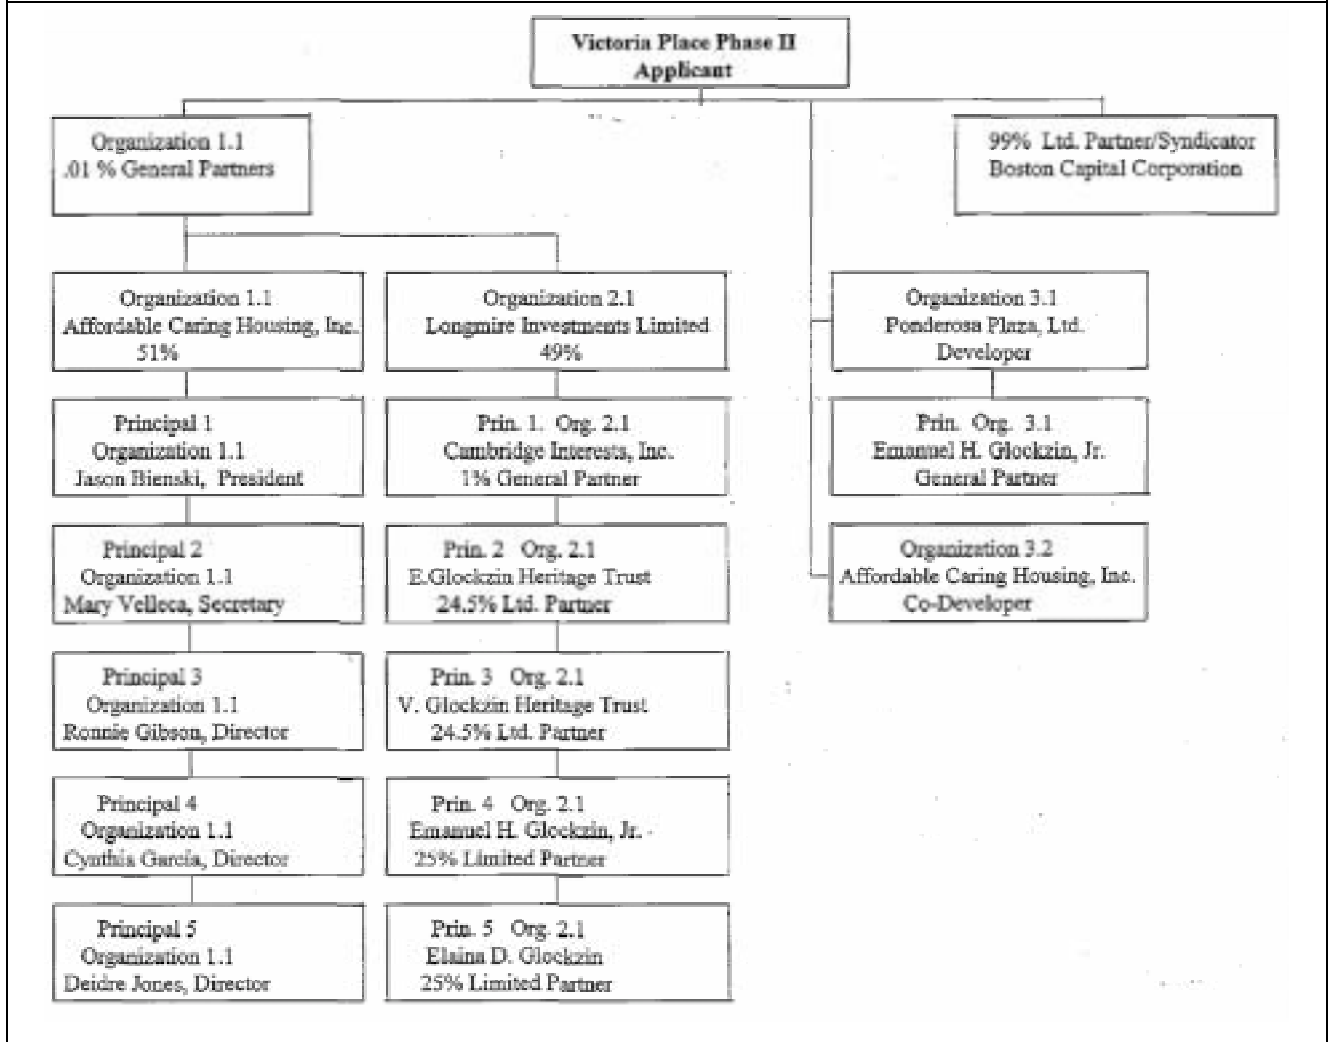 Victoria Place Phase II
Applicant
Organization 1.1
.01 % General Partners
99% Ltd. Partner/Syndicator
Boston Capital Corporation
Organization 1.1
Affordable Caring Housing, Inc.
51%
Organization 2.1
Longmire Investments Limited
49%
Organization 3.1
Ponderosa Plaza, Ltd.
Developer
Principal 1
Organization 1.1
Jason Bienski, President
Prin. 1. Org. 2.1
Cambridge Interests, Inc.
1% General Partner
Prin. Org. 3.1
Emanuel H. Glockzin, Jr.
General Partner
Principal 2
Organization 1.1
Mary Velleca, Secretary
Prin. 2 Org. 2.1
E.Glockzin Heritage Trust
24.5% Ltd. Partner
Organization 3.2
Affordable Caring Housing, Inc.
Co-Developer
Principal 3
Organization 1.1
Ronnie Gibson, Director
Prin. 3 Org. 2.1
V. Glockzin Heritage Trust
24.5% Ltd. Partner
Principal 4
Organization 1.1
Cynthia Garcia, Director
Prin. 4 Org. 2.1
Emanuel H. Glockzin, Jr.
25% Limited Partner
Principal 5
Organization 1.1
Deidre Jones, Director
Prin. 5 Org. 2.1
Elaina D. Glockzin
25% Limited Partner